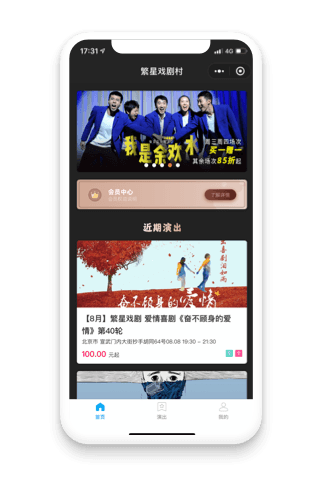 17:31
4G
繁星戏剧村
我是余欢水
周三周四场次
买一赠一
其余场次85折起
会员中心
了解详情
近期演出
奋不顾身的爱情
【8月】繁星戏剧 爱情喜剧《奋不顾身的爱
情》第40轮
北京市 宣武门内大街抄手胡同64号08.08 19:30 ~ 21:30
100.00 元起
首页
演出
我的